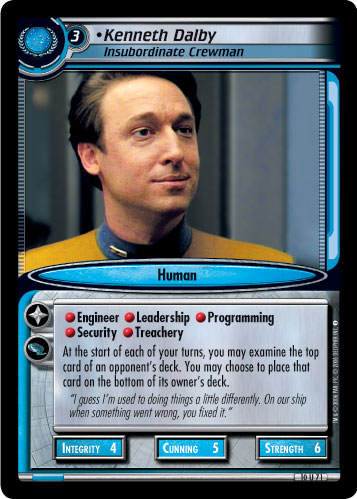 3
•Kenneth Dalby
Insubordinate Crewman
Human
•Engineer •Leadership •Programming
•Security •Treachery
At the start of each of your turns, you may examine the top
card of an opponent's deck. You may choose to place that
card on the bottom of its owner's deck.
"I guess I'm used to doing things a little differently. On our ship
when something went wrong, you fixed it."
INTEGRITY 4
CUNNING 5
STRENGTH 6
10 U 71